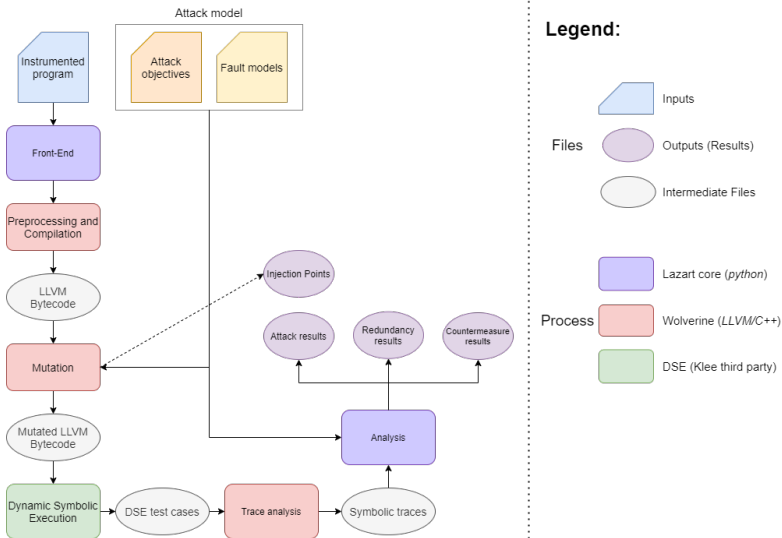 Attack model
Instrumented
program
Attack
objectives
Fault models
Front-End
Preprocessing and
Compilation
LLVM
Bytecode
Injection Points
Attack results
Redundancy
results
Countermeasure
results
Mutation
Mutated LLVM
Bytecode
Analysis
Dynamic Symbolic
Execution
DSE test cases
Trace analysis
Symbolic traces
Legend:
Files
Inputs
Outputs (Results)
Intermediate Files
Process
Lazart core (python)
Wolverine (LLVM/C++)
DSE (Klee third party)